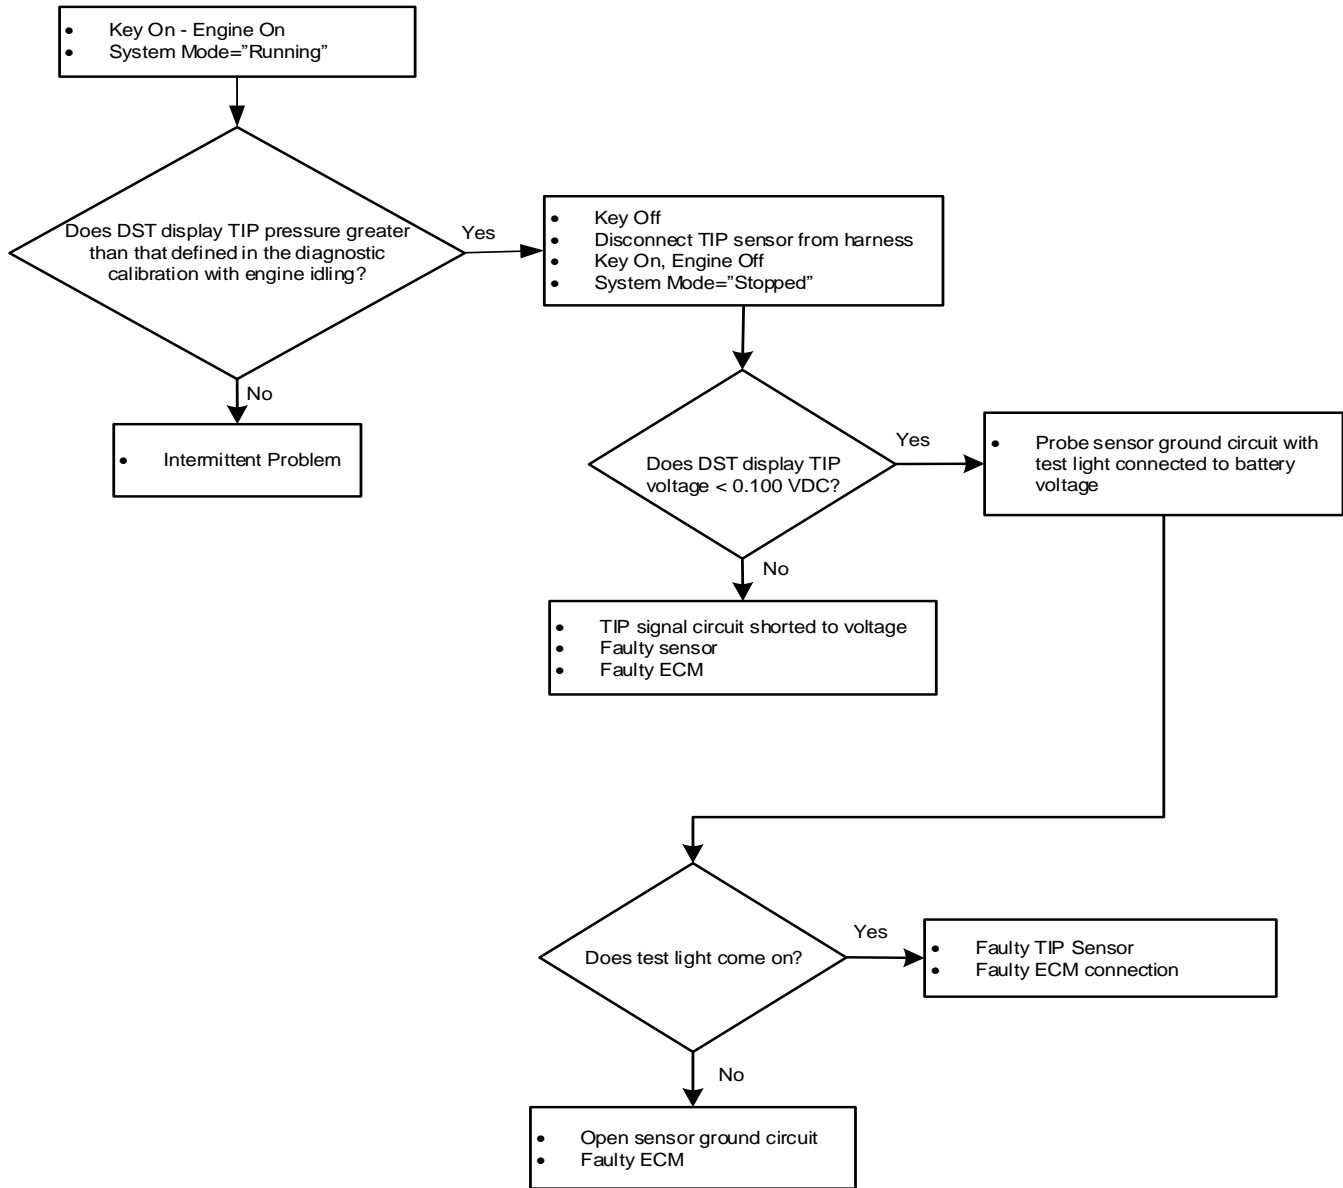 • Key On - Engine On
• System Mode=”Running”
Does DST display TIP pressure greater
than that defined in the diagnostic
calibration with engine idling?
Yes
• Key Off
• Disconnect TIP sensor from harness
• Key On, Engine Off
• System Mode=”Stopped”
No
• Intermittent Problem
Does DST display TIP
voltage < 0.100 VDC?
Yes
• Probe sensor ground circuit with
test light connected to battery
voltage
No
• TIP signal circuit shorted to voltage
• Faulty sensor
• Faulty ECM
Does test light come on?
Yes
• Faulty TIP Sensor
• Faulty ECM connection
No
• Open sensor ground circuit
• Faulty ECM